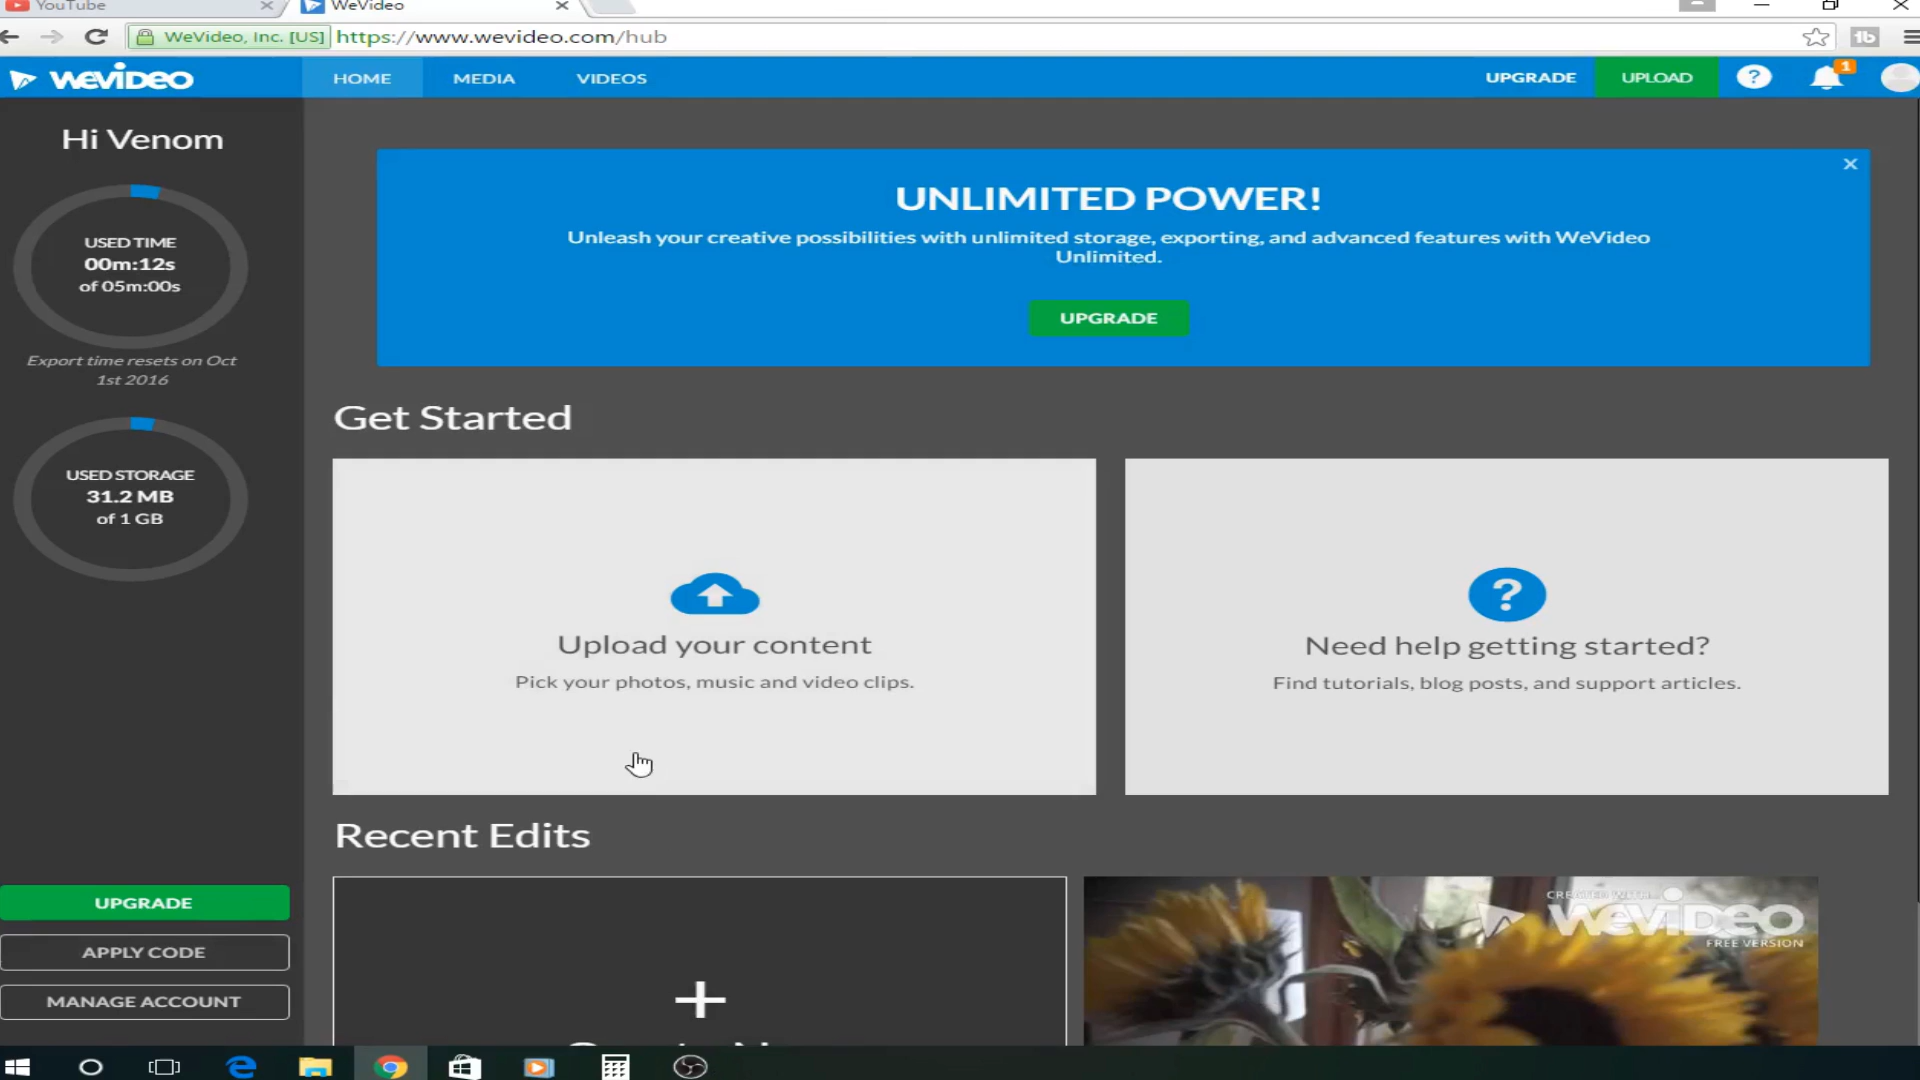 YouTube
WeVideo
WeVideo, Inc. [US] https://www.wevideo.com/hub
WEVIDEO HOME MEDIA VIDEOS UPGRADE UPLOAD ? 1
Hi Venom
USED TIME
00m:12s
of 05m:00s
Export time resets on Oct
1st 2016
USED STORAGE
31.2 MB
of 1 GB
UPGRADE
APPLY CODE
MANAGE ACCOUNT
UNLIMITED POWER!
Unleash your creative possibilities with unlimited storage, exporting, and advanced features with WeVideo
Unlimited.
UPGRADE
Get Started
Upload your content
Pick your photos, music and video clips.
?
Need help getting started?
Find tutorials, blog posts, and support articles.
Recent Edits
CREATED WITH...
WEVIDEO
FREE VERSION